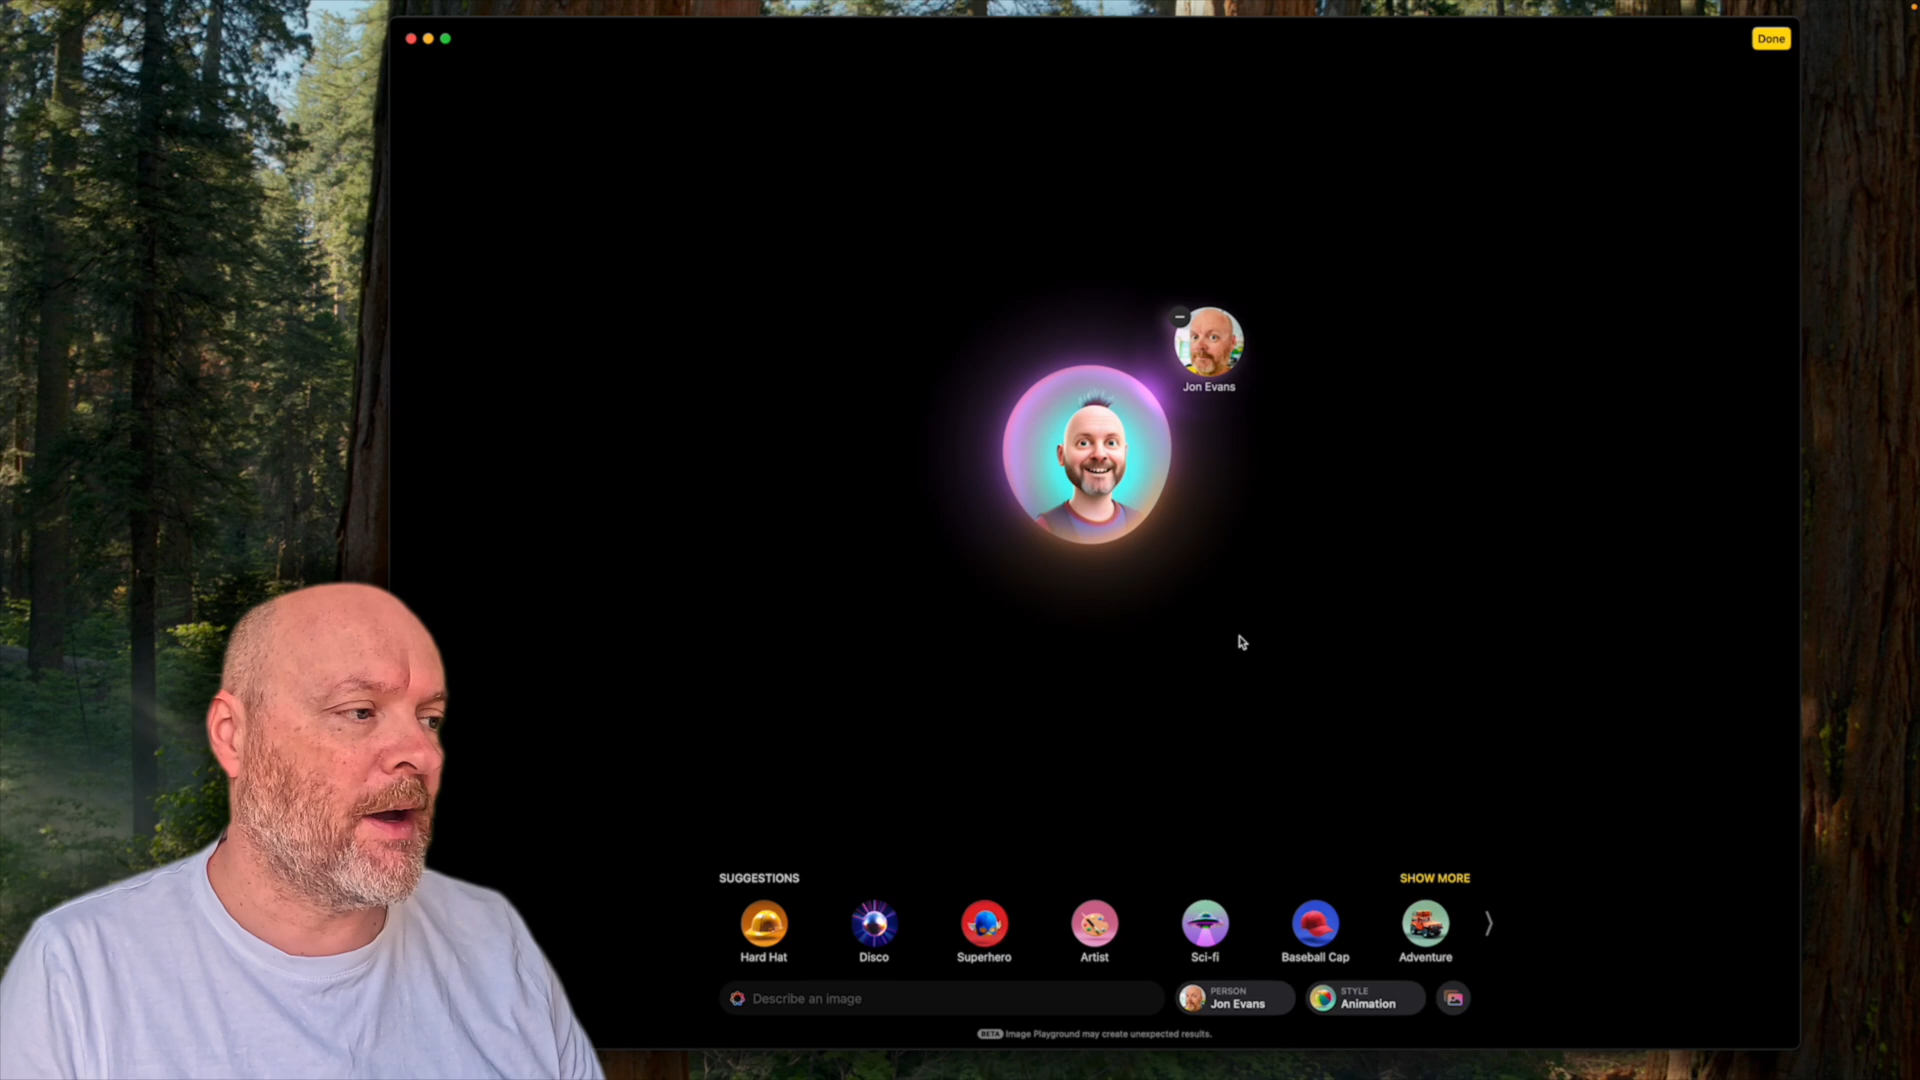 Done
Jon Evans
SUGGESTIONS
SHOW MORE
Hard Hat
Disco
Superhero
Artist
Sci-fi
Baseball Cap
Adventure
Describe an image
PERSON
Jon Evans
STYLE
Animation
BETA Image Playground may create unexpected results.